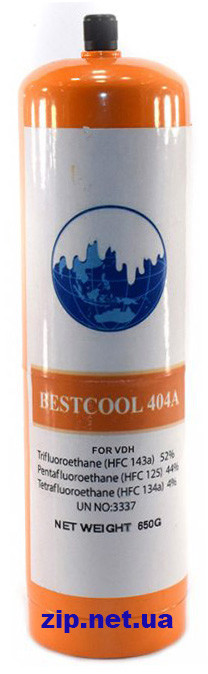 BESTCOOL 404A
FOR VDH
Trifluoroethane (HFC 143a) 52%
Pentafluoroethane (HFC 125) 44%
Tetrafluoroethane (HFC 134a) 4%
UN NO:3337
NET WEIGHT 650G
zip.net.ua